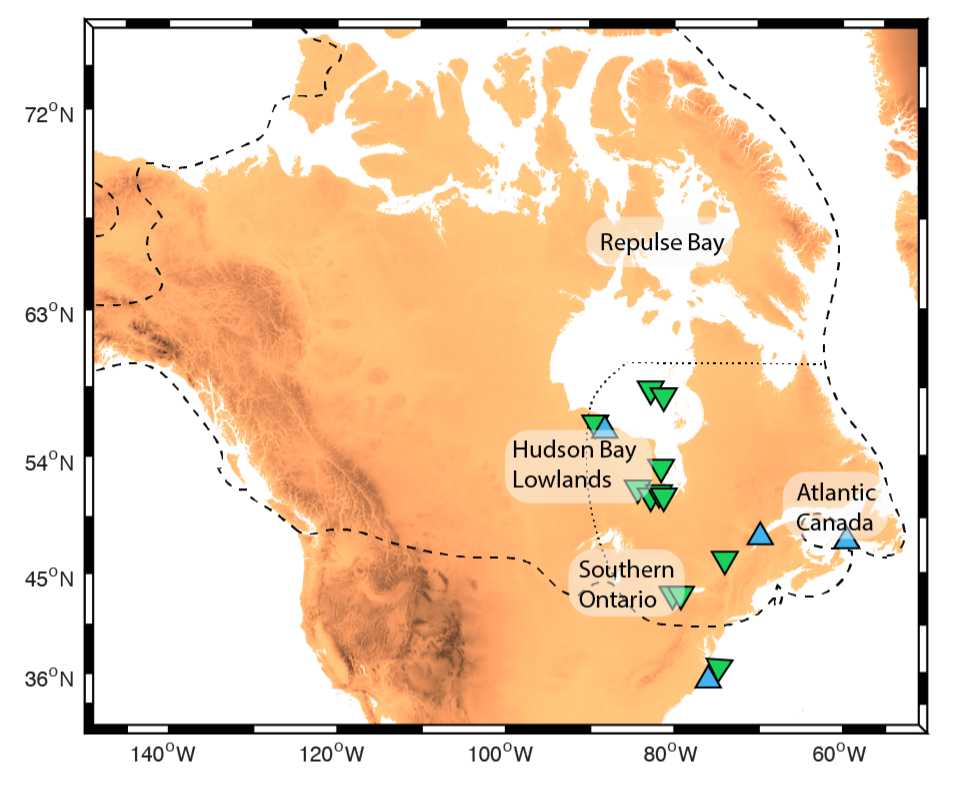 72°N
Repulse Bay
63°N
54°N
Hudson Bay
Lowlands
Atlantic
Canada
45°N
Southern
Ontario
36°N
140°W 120°W 100°W 80°W 60°W